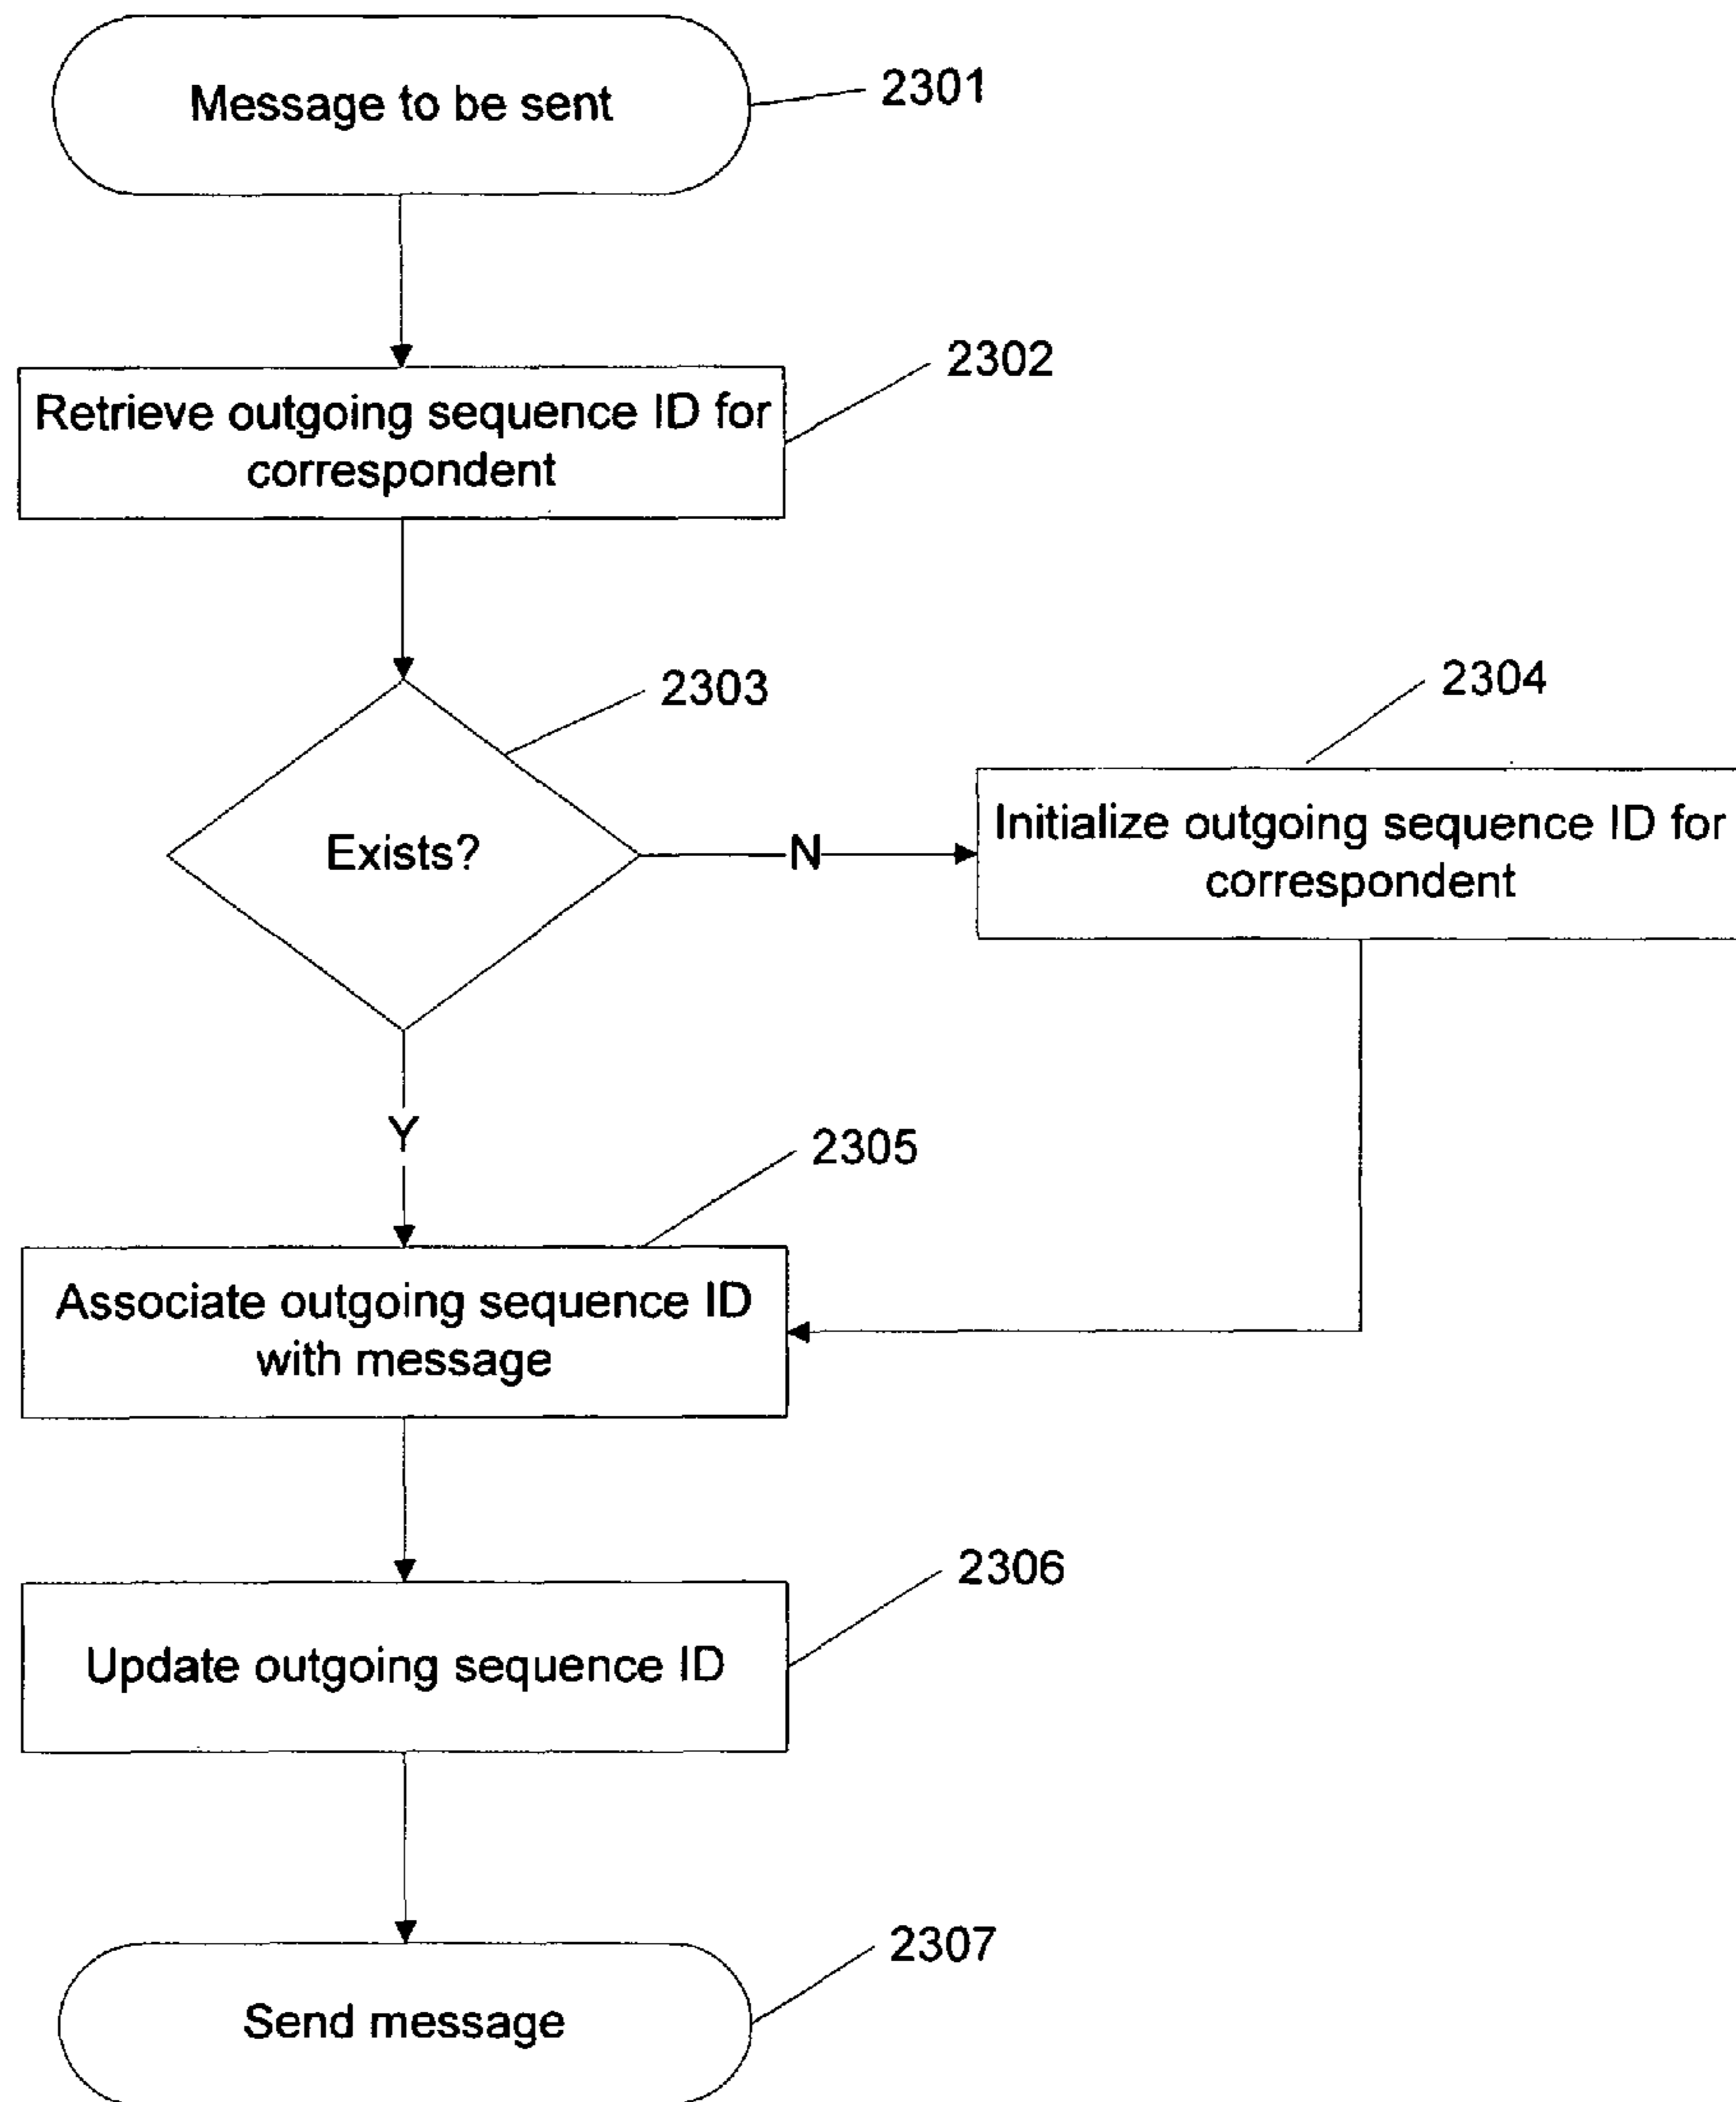 Message to be sent
2301
2302
Retrieve outgoing sequence ID for
correspondent
2303
2304
Exists?
N
Initialize outgoing sequence ID for
correspondent
Y
2305
Associate outgoing sequence ID
with message
2306
Update outgoing sequence ID
2307
Send message